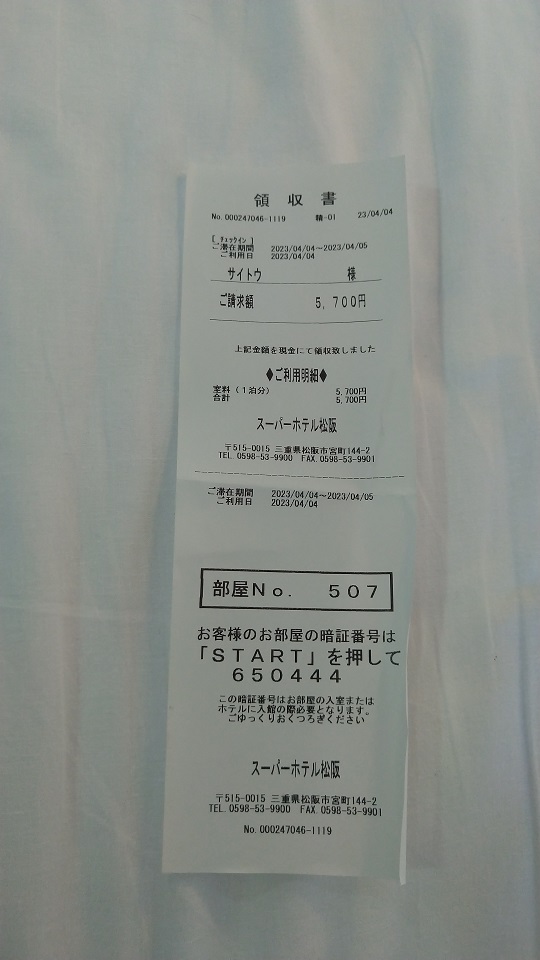 領収書
No.000247046-1119 精-01 23/04/04
[ ﾁｪｯｸｲﾝ ]
ご滞在期間 2023/04/04～2023/04/05
ご利用日 2023/04/04
サイトウ 様
ご請求額 5,700円
上記金額を現金にて領収致しました
◆ご利用明細◆
室料（１泊分） 5,700円
合計 5,700円
スーパーホテル松阪
〒515-0015 三重県松阪市宮町144-2
TEL.0598-53-9900 FAX.0598-53-9901
ご滞在期間 2023/04/04～2023/04/05
ご利用日 2023/04/04
部屋Ｎｏ． ５０７
お客様のお部屋の暗証番号は
「ＳＴＡＲＴ」を押して
６５０４４４
この暗証番号はお部屋の入室または
ホテルに入館の際必要となります。
ごゆっくりおくつろぎください。
スーパーホテル松阪
〒515-0015 三重県松阪市宮町144-2
TEL.0598-53-9900 FAX.0598-53-9901
No.000247046-1119